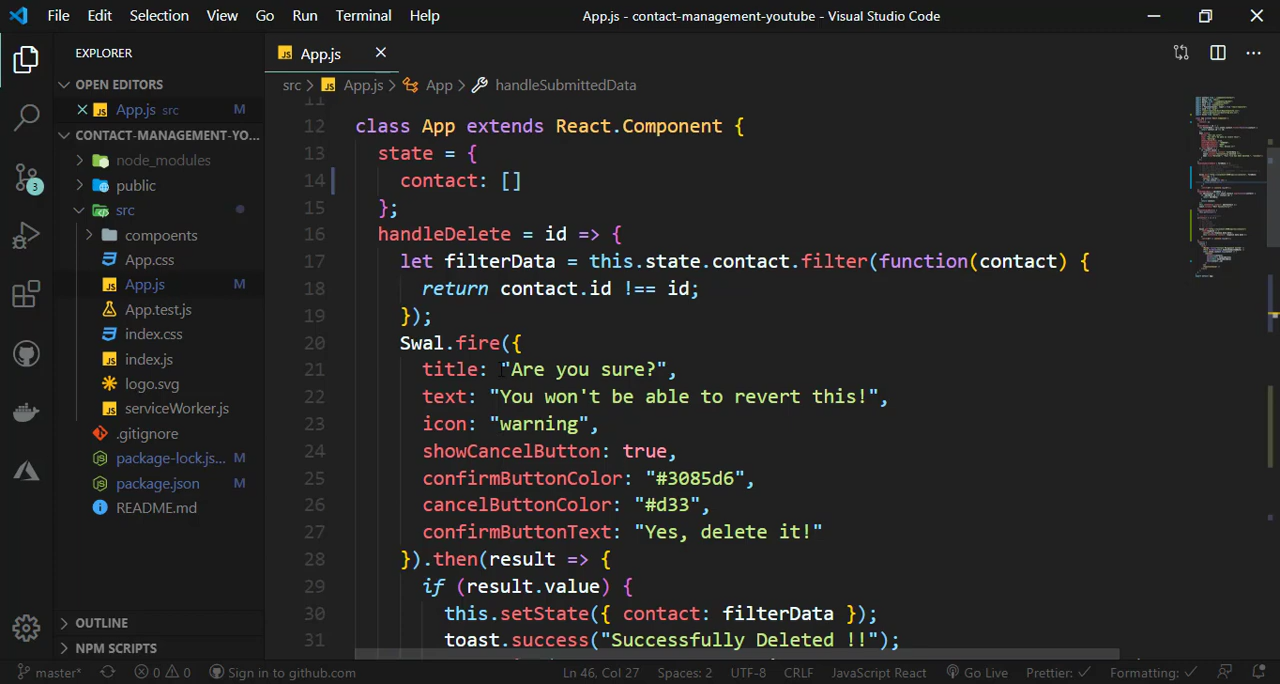 File Edit Selection View Go Run Terminal Help App.js - contact-management-youtube - Visual Studio Code
EXPLORER
OPEN EDITORS
App.js src M
CONTACT-MANAGEMENT-YO...
node_modules
public
src
compoents
App.css
App.js M
App.test.js
index.css
index.js
logo.svg
serviceWorker.js
.gitignore
package-lock.js... M
package.json M
README.md
OUTLINE
NPM SCRIPTS
3
App.js
src > App.js > App > handleSubmittedData
11
12 class App extends React.Component {
13 state = {
14 contact: []
15 };
16 handleDelete = id => {
17 let filterData = this.state.contact.filter(function(contact) {
18 return contact.id !== id;
19 });
20 Swal.fire({
21 title: "Are you sure?",
22 text: "You won't be able to revert this!",
23 icon: "warning",
24 showCancelButton: true,
25 confirmButtonColor: "#3085d6",
26 cancelButtonColor: "#d33",
27 confirmButtonText: "Yes, delete it!"
28 }).then(result => {
29 if (result.value) {
30 this.setState({ contact: filterData });
31 toast.success("Successfully Deleted !!");
master* 0 0 Sign in to github.com Ln 46, Col 27 Spaces: 2 UTF-8 CRLF JavaScript React Go Live Prettier: ✓ Formatting: ✓